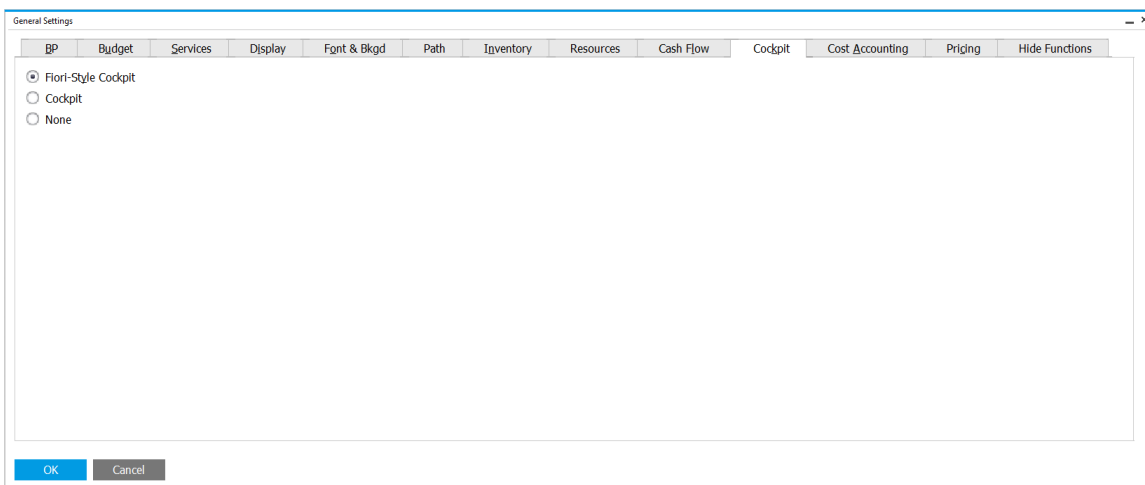 General Settings
BP Budget Services Display Font & Bkgd Path Inventory Resources Cash Flow Cockpit Cost Accounting Pricing Hide Functions
Fiori-Style Cockpit
Cockpit
None
OK Cancel